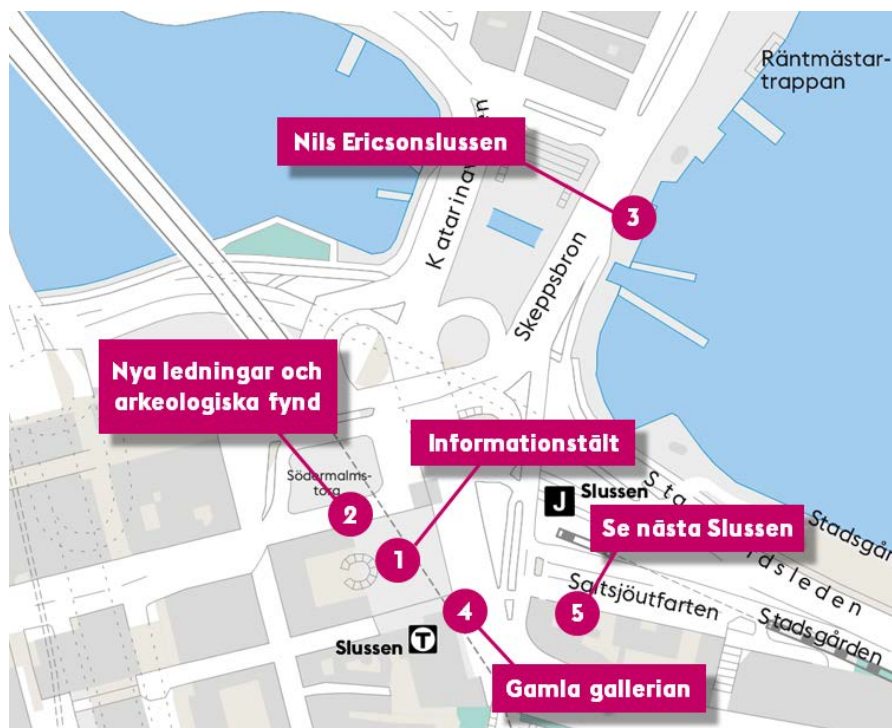 Räntmästar-
trappan
Nils Ericsonslussen
3
Skeppsbron
Nya ledningar och
arkeologiska fynd
Informationstält
Södermalms-
torg
2
1
J Slussen
Stadsgårdsleden
Se nästa Slussen
Saltsjöutfarten
4
5
Stadsgården
Slussen T
Gamla gallerian